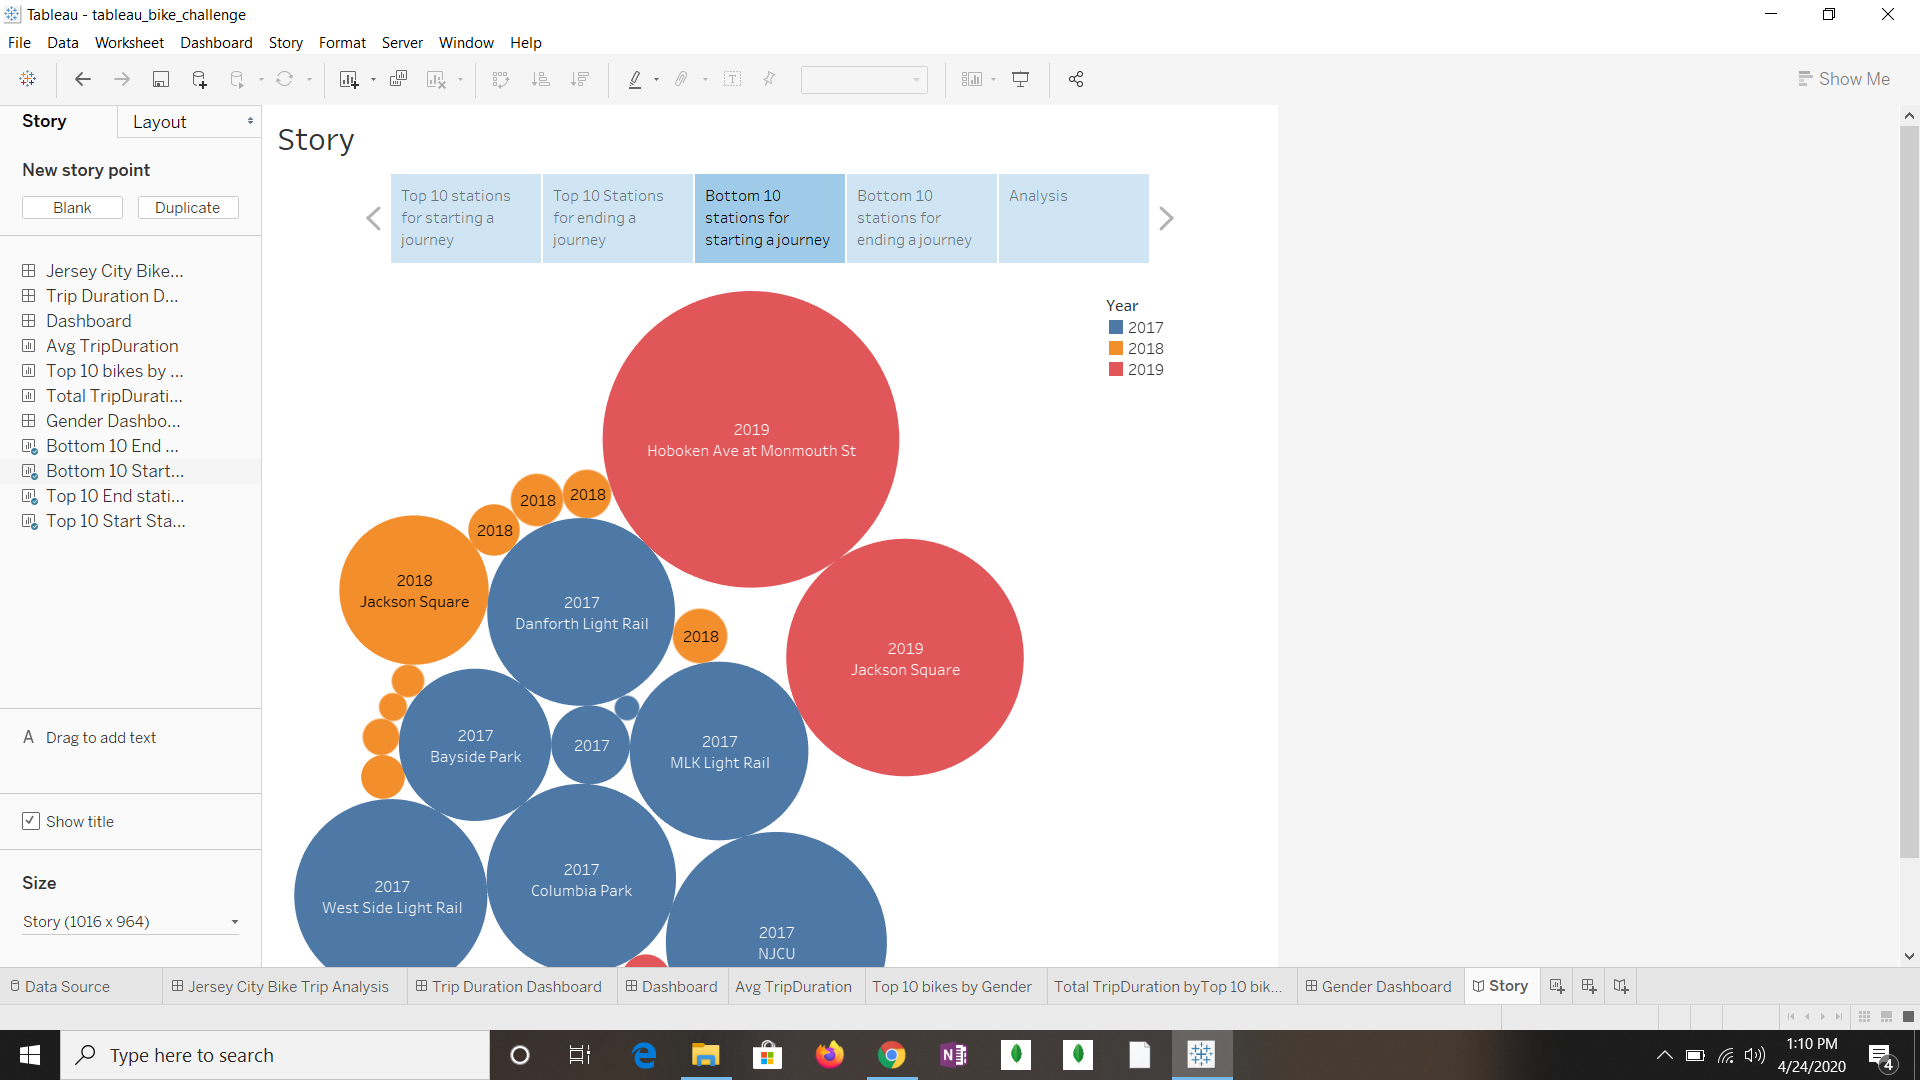 Tableau - tableau_bike_challenge
File Data Worksheet Dashboard Story Format Server Window Help
Show Me
Story
Layout
New story point
Blank
Duplicate
Jersey City Bike...
Trip Duration D...
Dashboard
Avg TripDuration
Top 10 bikes by ...
Total TripDurati...
Gender Dashbo...
Bottom 10 End ...
Bottom 10 Start...
Top 10 End stati...
Top 10 Start Sta...
A Drag to add text
Show title
Size
Story (1016 x 964)
Story
Top 10 stations
for starting a
journey
Top 10 Stations
for ending a
journey
Bottom 10
stations for
starting a journey
Bottom 10
stations for
ending a journey
Analysis
Year
2017
2018
2019
2019
Hoboken Ave at Monmouth St
2018
2018
2018
2018
Jackson Square
2017
Danforth Light Rail
2018
2019
Jackson Square
2017
Bayside Park
2017
2017
MLK Light Rail
2017
West Side Light Rail
2017
Columbia Park
2017
NJCU
Data Source
Jersey City Bike Trip Analysis
Trip Duration Dashboard
Dashboard
Avg TripDuration
Top 10 bikes by Gender
Total TripDuration byTop 10 bik...
Gender Dashboard
Story
Type here to search
N
1:10 PM
4/24/2020
4